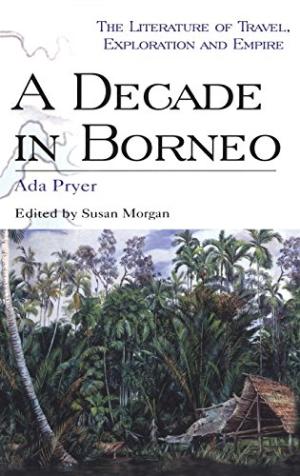 The Literature of Travel,
Exploration and Empire
A Decade
in Borneo
Ada Pryer
Edited by Susan Morgan